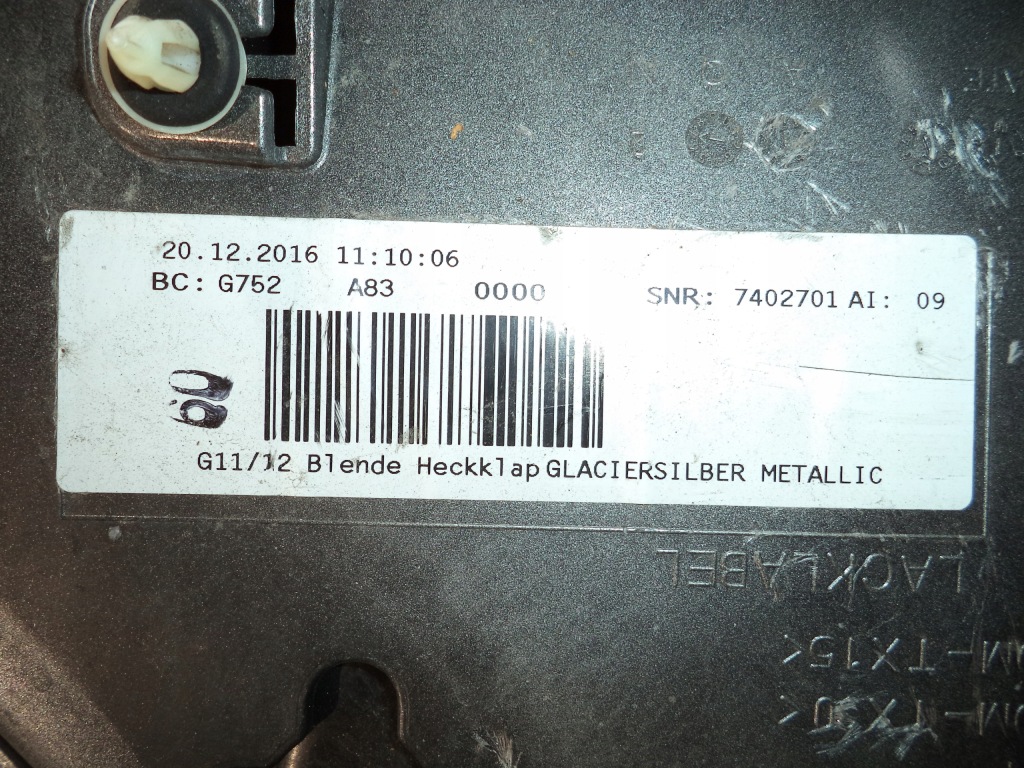 20.12.2016 11:10:06
BC: G752 A83 0000 SNR: 7402701 AI: 09
G11/12 Blende Heckklap GLACIERSILBER METALLIC
LACKLABEL